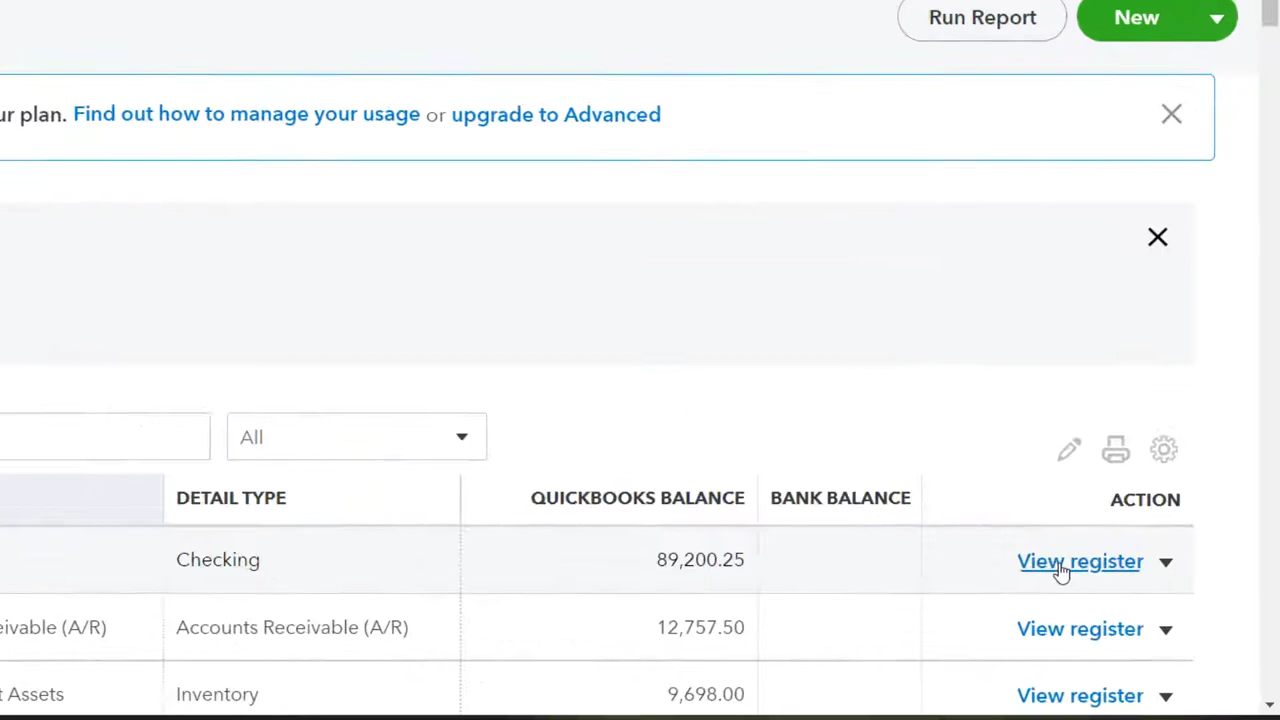 Run Report
New
ur plan. Find out how to manage your usage or upgrade to Advanced
All
DETAIL TYPE QUICKBOOKS BALANCE BANK BALANCE ACTION
Checking 89,200.25 View register
eivable (A/R) Accounts Receivable (A/R) 12,757.50 View register
t Assets Inventory 9,698.00 View register